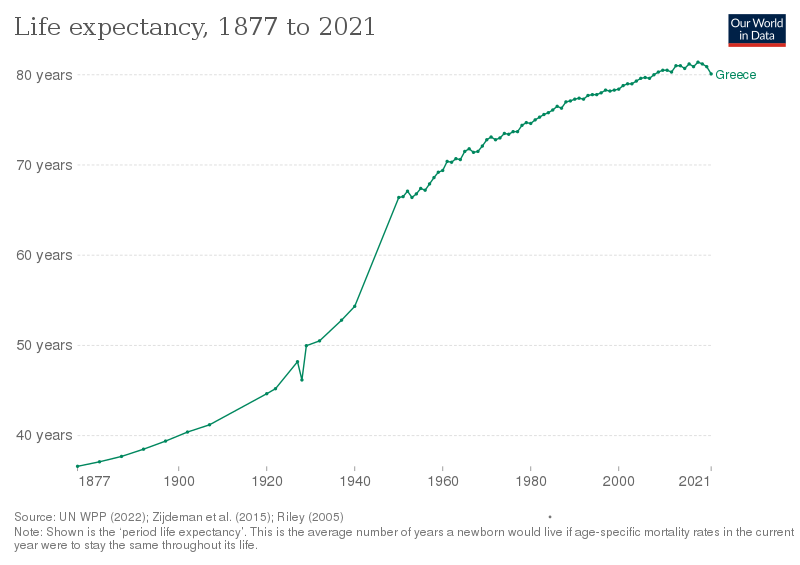 Life expectancy, 1877 to 2021
Our World
in Data
80 years
Greece
70 years
60 years
50 years
40 years
1877
1900
1920
1940
1960
1980
2000
2021
Source: UN WPP (2022); Zijdeman et al. (2015); Riley (2005)
•
Note: Shown is the ‘period life expectancy’. This is the average number of years a newborn would live if age-specific mortality rates in the current
year were to stay the same throughout its life.